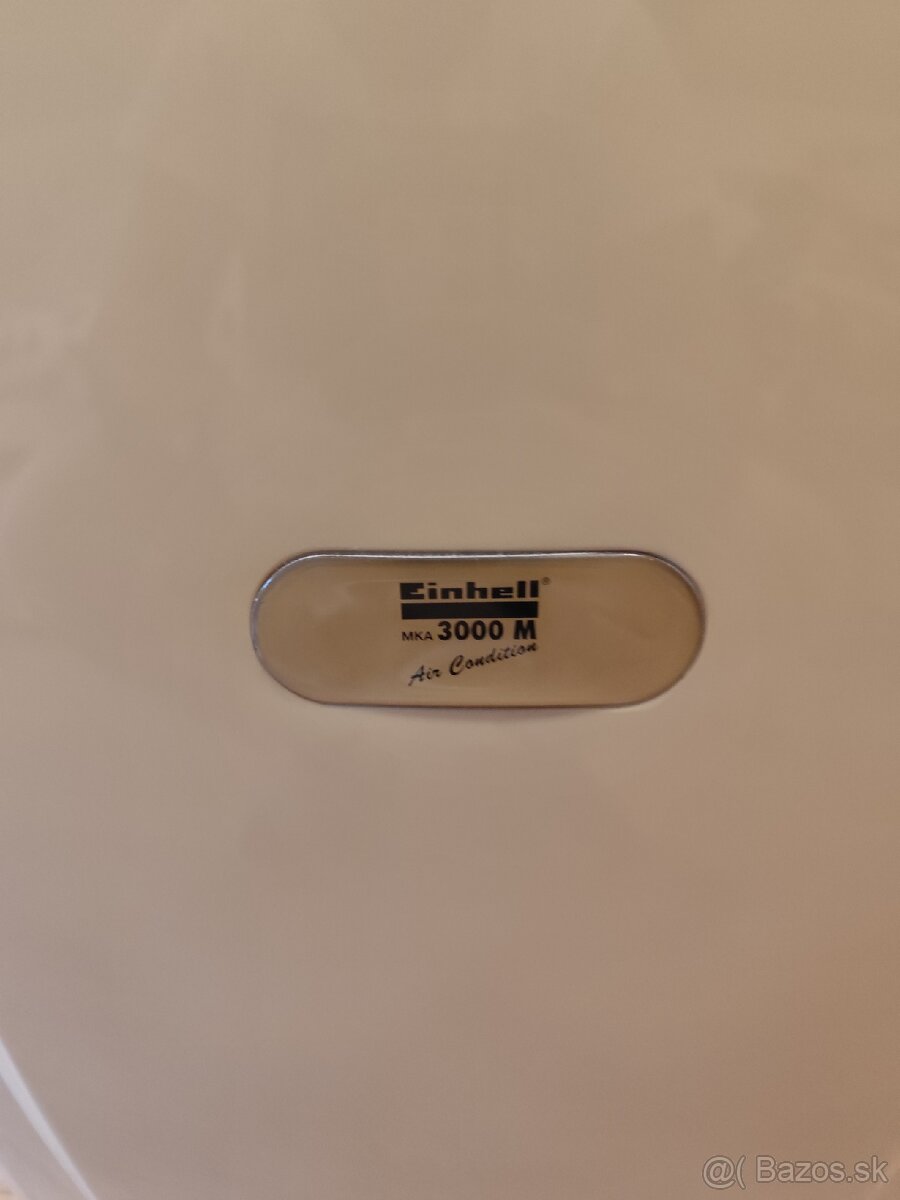 Einhell®
MKA 3000 M
Air Condition
@( Bazos.sk